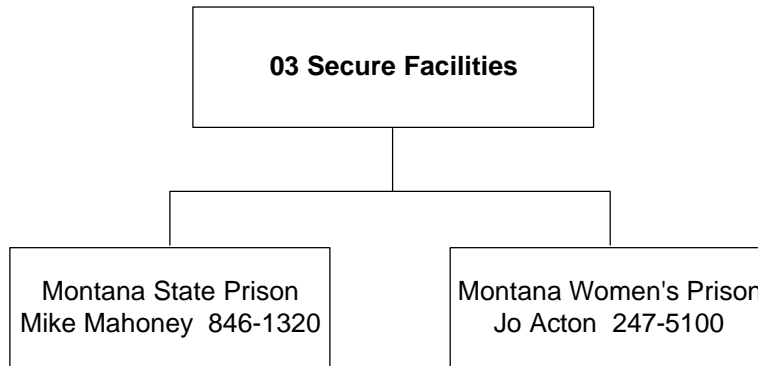 03 Secure Facilities
Montana State Prison
Mike Mahoney 846-1320
Montana Women's Prison
Jo Acton 247-5100